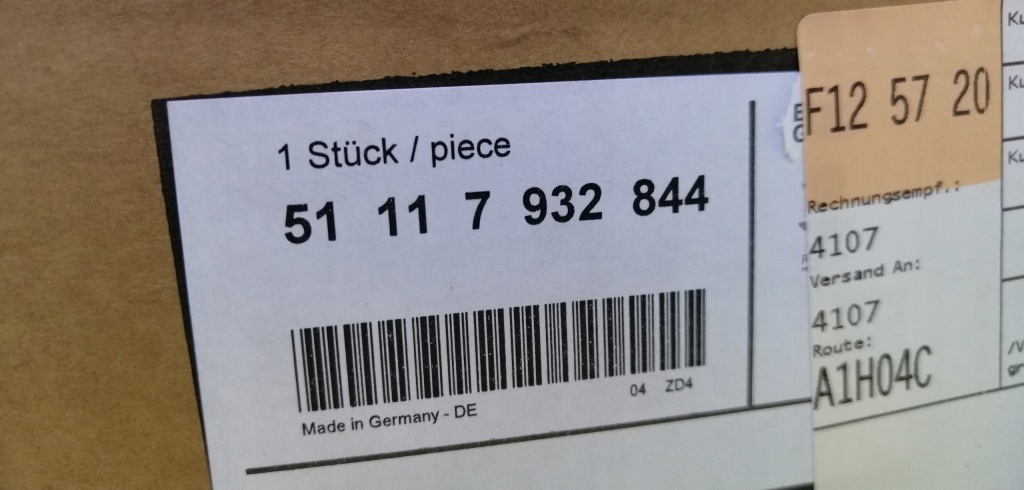 1 Stück / piece
51 11 7 932 844
04 ZD4
Made in Germany - DE
F12 57 20
Rechnungsempf.:
4107
Versand An:
4107
Route:
A1H04C